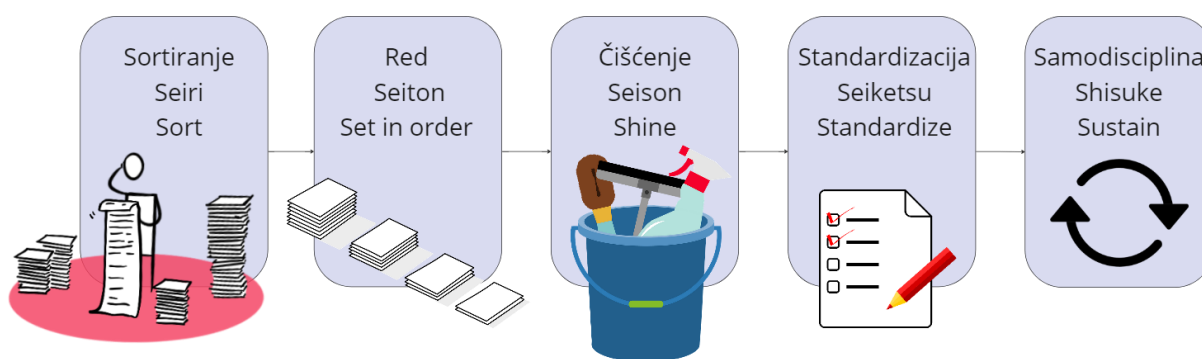 Sortiranje
Seiri
Sort
Red
Seiton
Set in order
Čišćenje
Seison
Shine
Standardizacija
Seiketsu
Standardize
Samodisciplina
Shisuke
Sustain